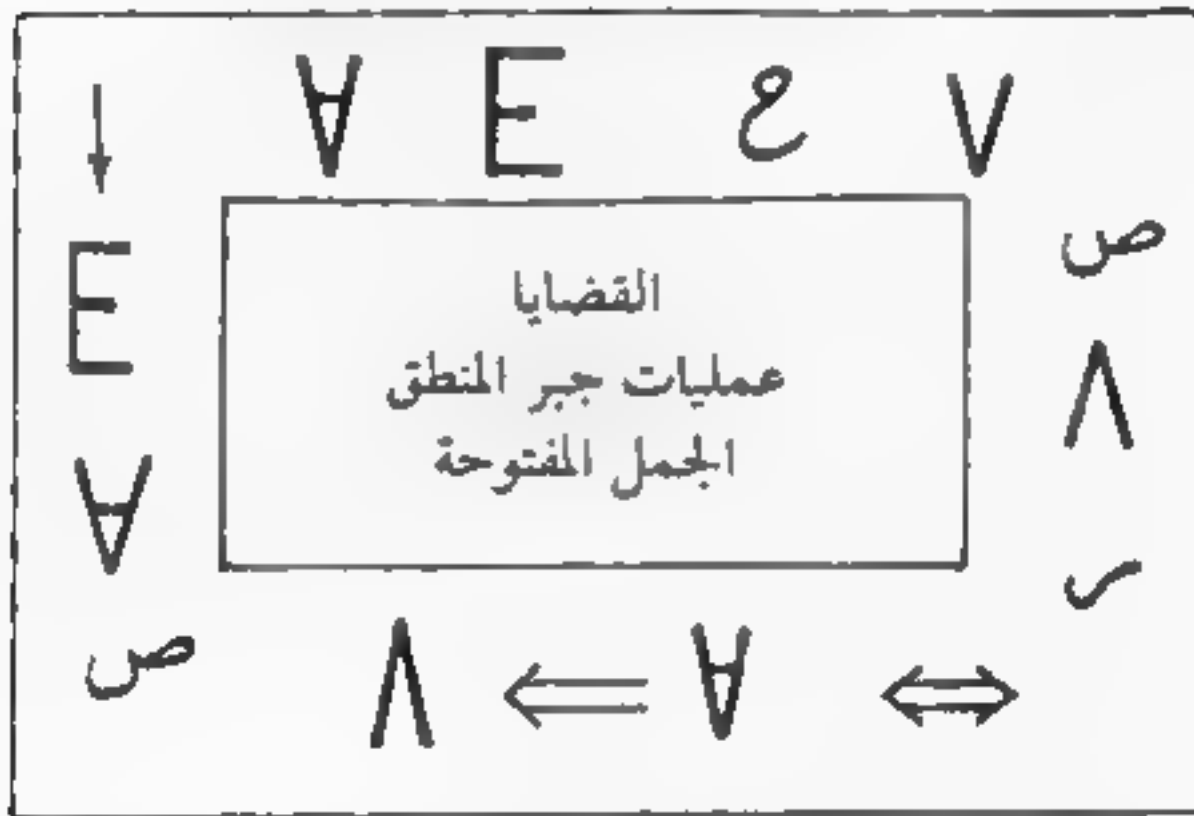 ∨ ع E ∀ ↓
ص
E
القضايا
عمليات جبر المنطق
∧
الجمل المفتوحة
∀
⇔ ∀ ⇐ ∧ ص